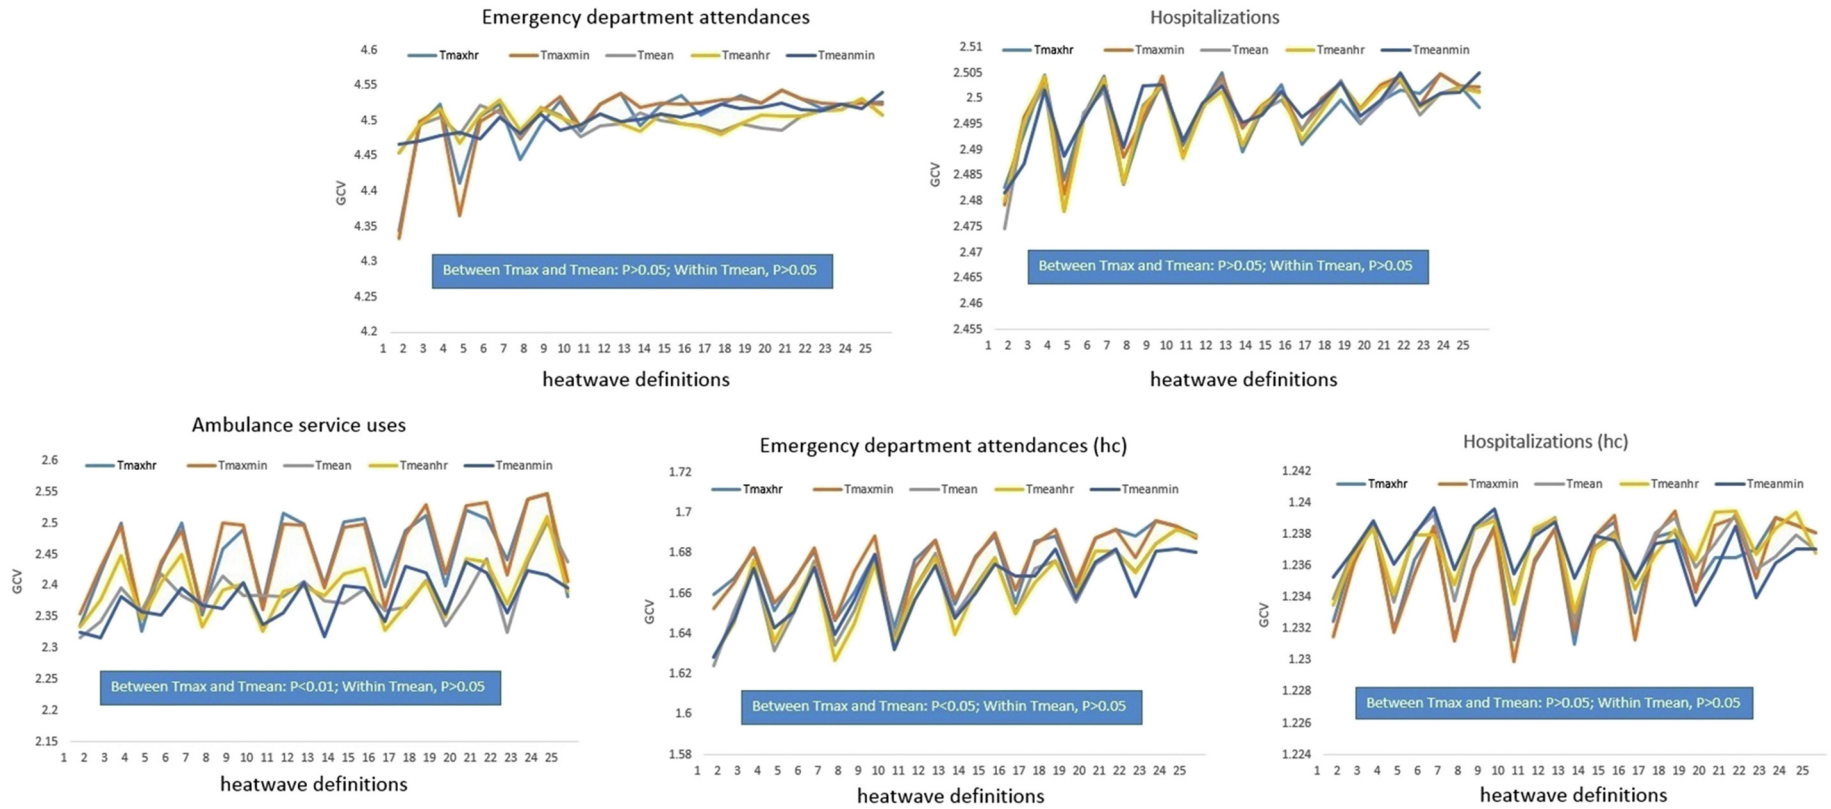 Emergency department attendances
Tmaxhr Tmaxmin Tmean Tmeanhr Tmeanmin
4.6
4.55
4.5
4.45
4.4
4.35
4.3
4.25
4.2
GCV
Between Tmax and Tmean: P>0.05; Within Tmean, P>0.05
1 2 3 4 5 6 7 8 9 10 11 12 13 14 15 16 17 18 19 20 21 22 23 24 25
heatwave definitions
Hospitalizations
Tmaxhr Tmaxmin Tmean Tmeanhr Tmeanmin
2.51
2.505
2.5
2.495
2.49
2.485
2.48
2.475
2.47
2.465
2.46
2.455
GCV
Between Tmax and Tmean: P>0.05; Within Tmean, P>0.05
1 2 3 4 5 6 7 8 9 10 11 12 13 14 15 16 17 18 19 20 21 22 23 24 25
heatwave definitions
Ambulance service uses
Tmaxhr Tmaxmin Tmean Tmeanhr Tmeanmin
2.6
2.55
2.5
2.45
2.4
2.35
2.3
2.25
2.2
2.15
GCV
Between Tmax and Tmean: P<0.01; Within Tmean, P>0.05
1 2 3 4 5 6 7 8 9 10 11 12 13 14 15 16 17 18 19 20 21 22 23 24 25
heatwave definitions
Emergency department attendances (hc)
Tmaxhr Tmaxmin Tmean Tmeanhr Tmeanmin
1.72
1.7
1.68
1.66
1.64
1.62
1.6
1.58
GCV
Between Tmax and Tmean: P<0.05; Within Tmean, P>0.05
1 2 3 4 5 6 7 8 9 10 11 12 13 14 15 16 17 18 19 20 21 22 23 24 25
heatwave definitions
Hospitalizations (hc)
Tmaxhr Tmaxmin Tmean Tmeanhr Tmeanmin
1.242
1.24
1.238
1.236
1.234
1.232
1.23
1.228
1.226
1.224
GCV
Between Tmax and Tmean: P>0.05; Within Tmean, P>0.05
1 2 3 4 5 6 7 8 9 10 11 12 13 14 15 16 17 18 19 20 21 22 23 24 25
heatwave definitions